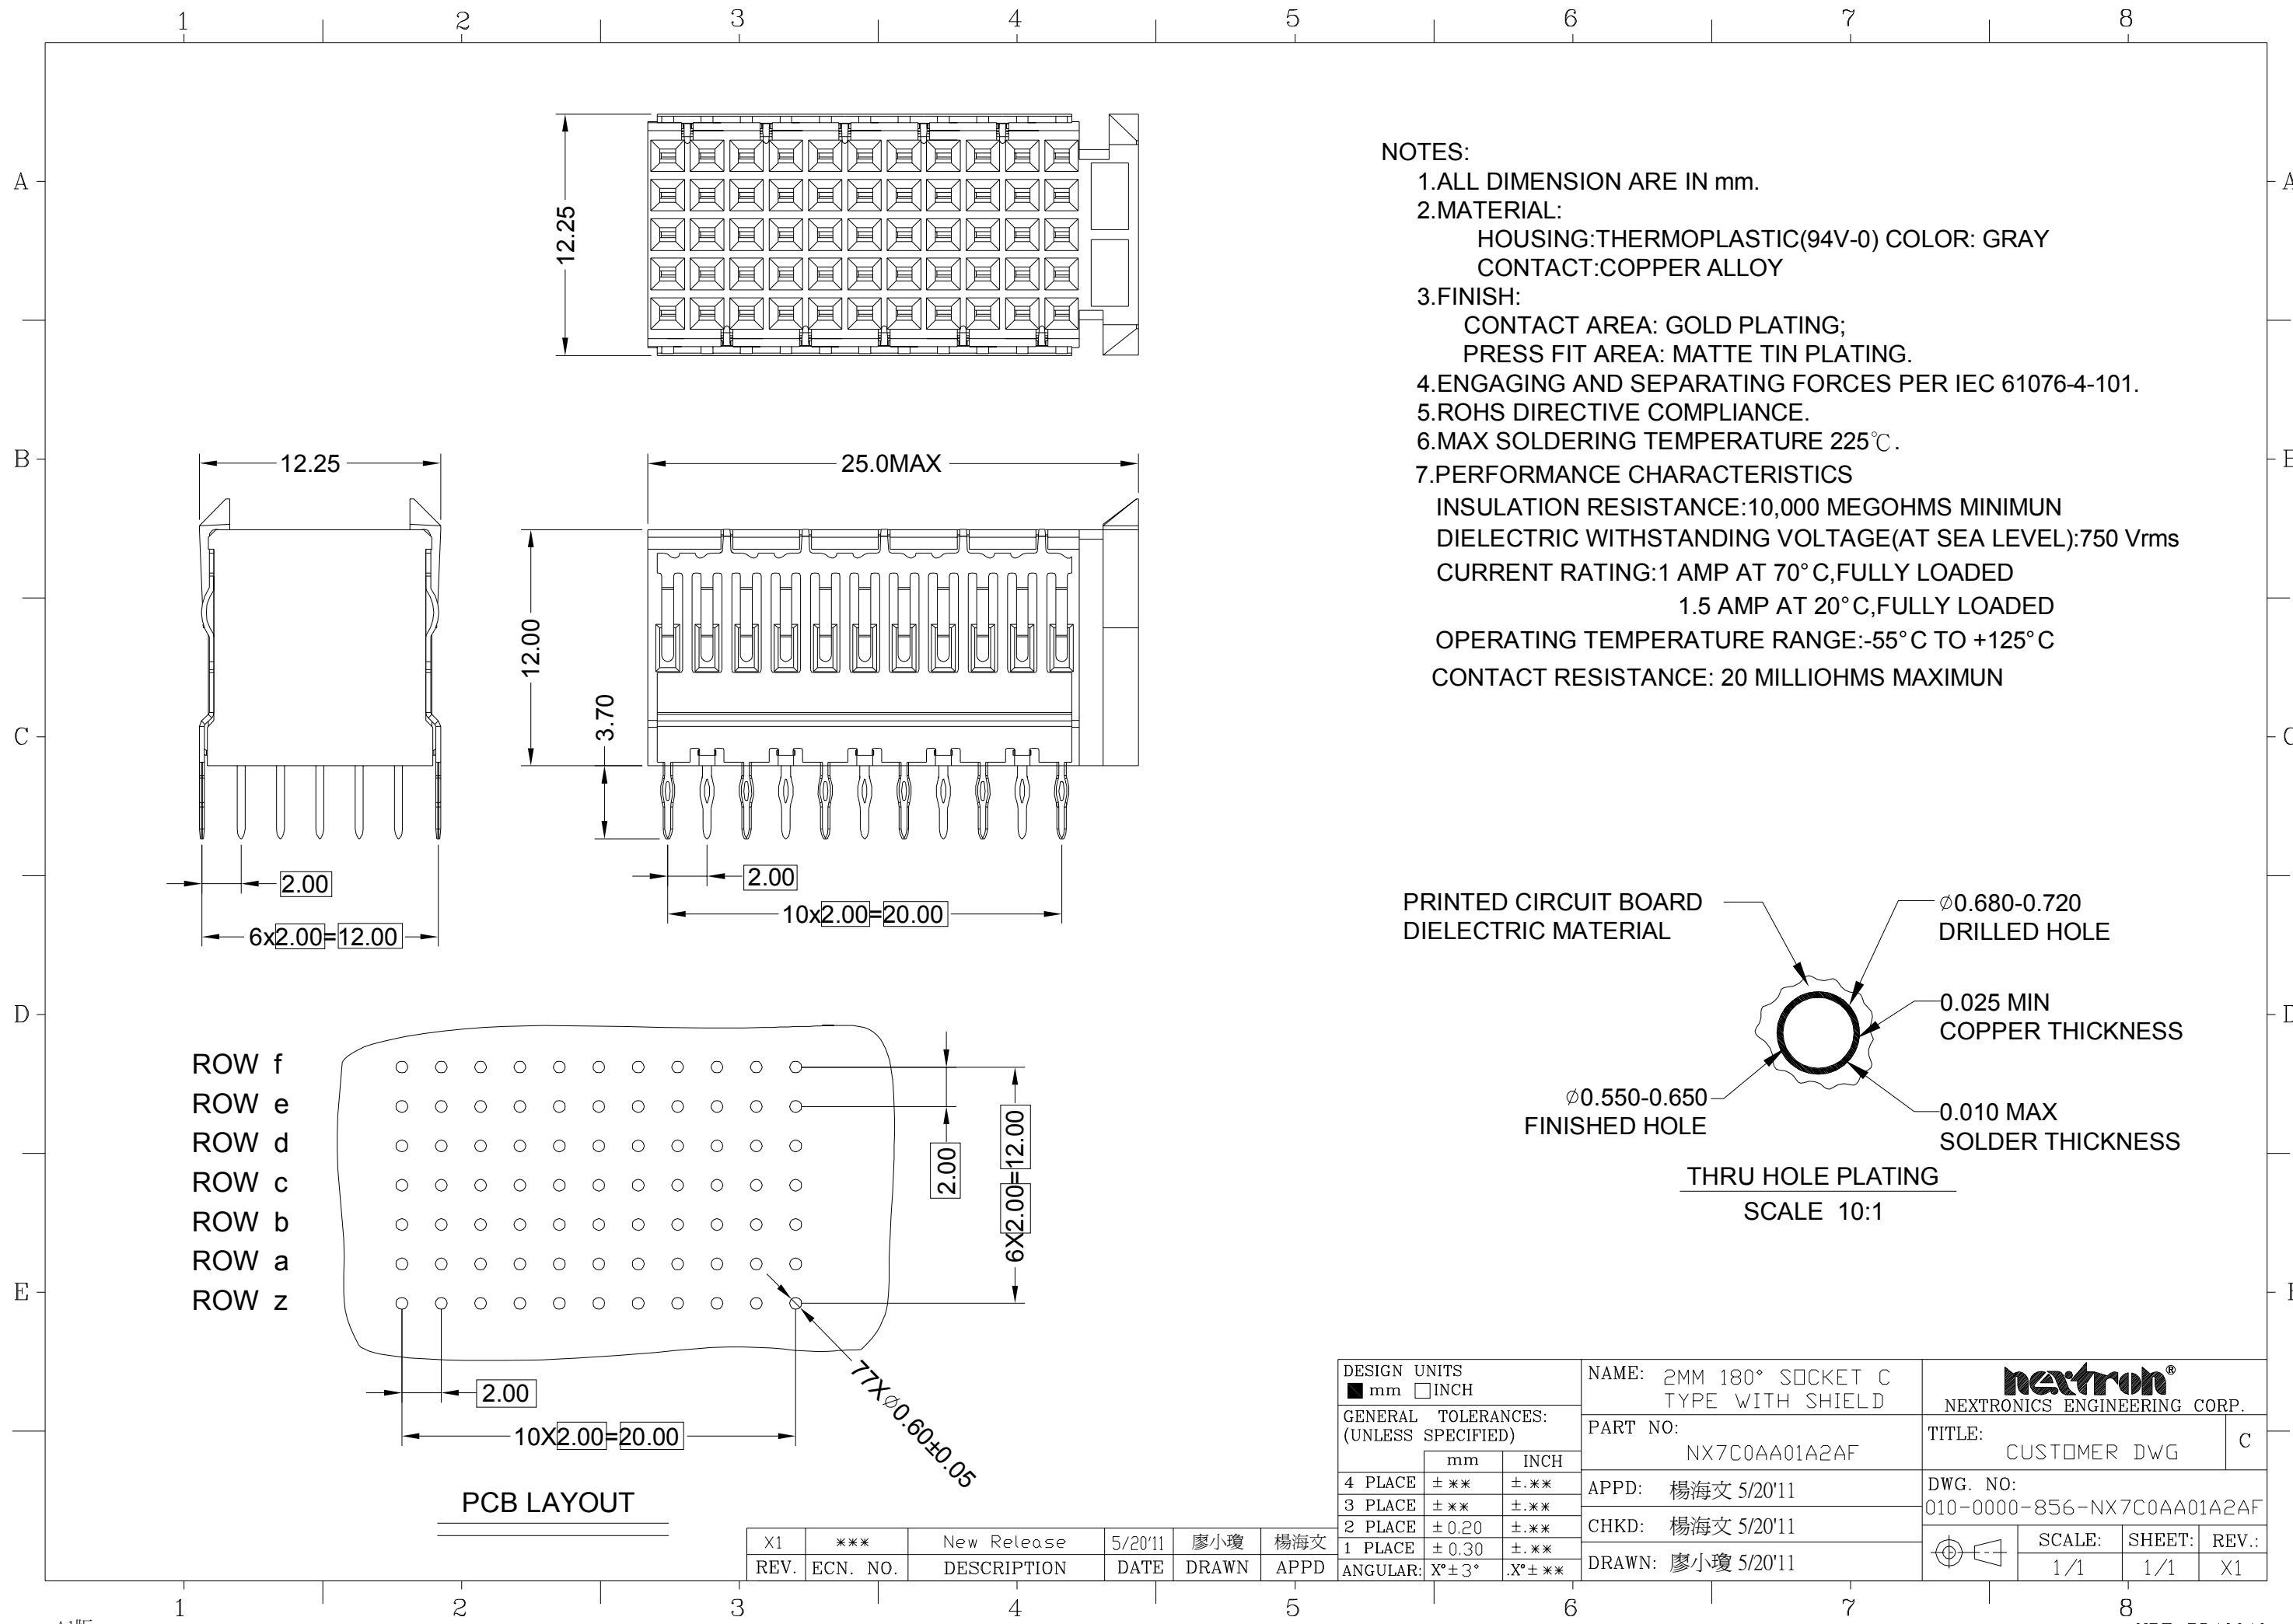 1 2 3 4 5 6 7 8
A
B
C
D
E
A
D
12.25
12.25
25.0MAX
12.00
3.70
2.00
6x2.00=12.00
2.00
10x2.00=20.00
NOTES:
1.ALL DIMENSION ARE IN mm.
2.MATERIAL:
HOUSING:THERMOPLASTIC(94V-0) COLOR: GRAY
CONTACT:COPPER ALLOY
3.FINISH:
CONTACT AREA: GOLD PLATING;
PRESS FIT AREA: MATTE TIN PLATING.
4.ENGAGING AND SEPARATING FORCES PER IEC 61076-4-101.
5.ROHS DIRECTIVE COMPLIANCE.
6.MAX SOLDERING TEMPERATURE 225℃.
7.PERFORMANCE CHARACTERISTICS
INSULATION RESISTANCE:10,000 MEGOHMS MINIMUN
DIELECTRIC WITHSTANDING VOLTAGE(AT SEA LEVEL):750 Vrms
CURRENT RATING:1 AMP AT 70°C,FULLY LOADED
1.5 AMP AT 20°C,FULLY LOADED
OPERATING TEMPERATURE RANGE:-55°C TO +125°C
CONTACT RESISTANCE: 20 MILLIOHMS MAXIMUN
PRINTED CIRCUIT BOARD
DIELECTRIC MATERIAL
∅0.680-0.720
DRILLED HOLE
0.025 MIN
COPPER THICKNESS
∅0.550-0.650
FINISHED HOLE
0.010 MAX
SOLDER THICKNESS
THRU HOLE PLATING
SCALE 10:1
ROW f
ROW e
ROW d
ROW c
ROW b
ROW a
ROW z
2.00
6X2.00=12.00
2.00
10X2.00=20.00
77X∅0.60±0.05
PCB LAYOUT
X1 *** New Release 5/20'11 廖小瓊 楊海文
REV. ECN. NO. DESCRIPTION DATE DRAWN APPD
DESIGN UNITS
mm INCH
GENERAL TOLERANCES:
(UNLESS SPECIFIED)
mm INCH
4 PLACE ±** ±.**
3 PLACE ±** ±.**
2 PLACE ±0.20 ±.**
1 PLACE ±0.30 ±.**
ANGULAR: X°±3° .X°±**
NAME: 2MM 180° SOCKET C
TYPE WITH SHIELD
PART NO:
NX7C0AA01A2AF
APPD: 楊海文 5/20'11
CHKD: 楊海文 5/20'11
DRAWN: 廖小瓊 5/20'11
nextron®
NEXTRONICS ENGINEERING CORP.
TITLE:
CUSTOMER DWG
C
DWG. NO:
010-0000-856-NX7C0AA01A2AF
SCALE: SHEET: REV.:
1/1 1/1 X1
1 2 3 4 5 6 7 8